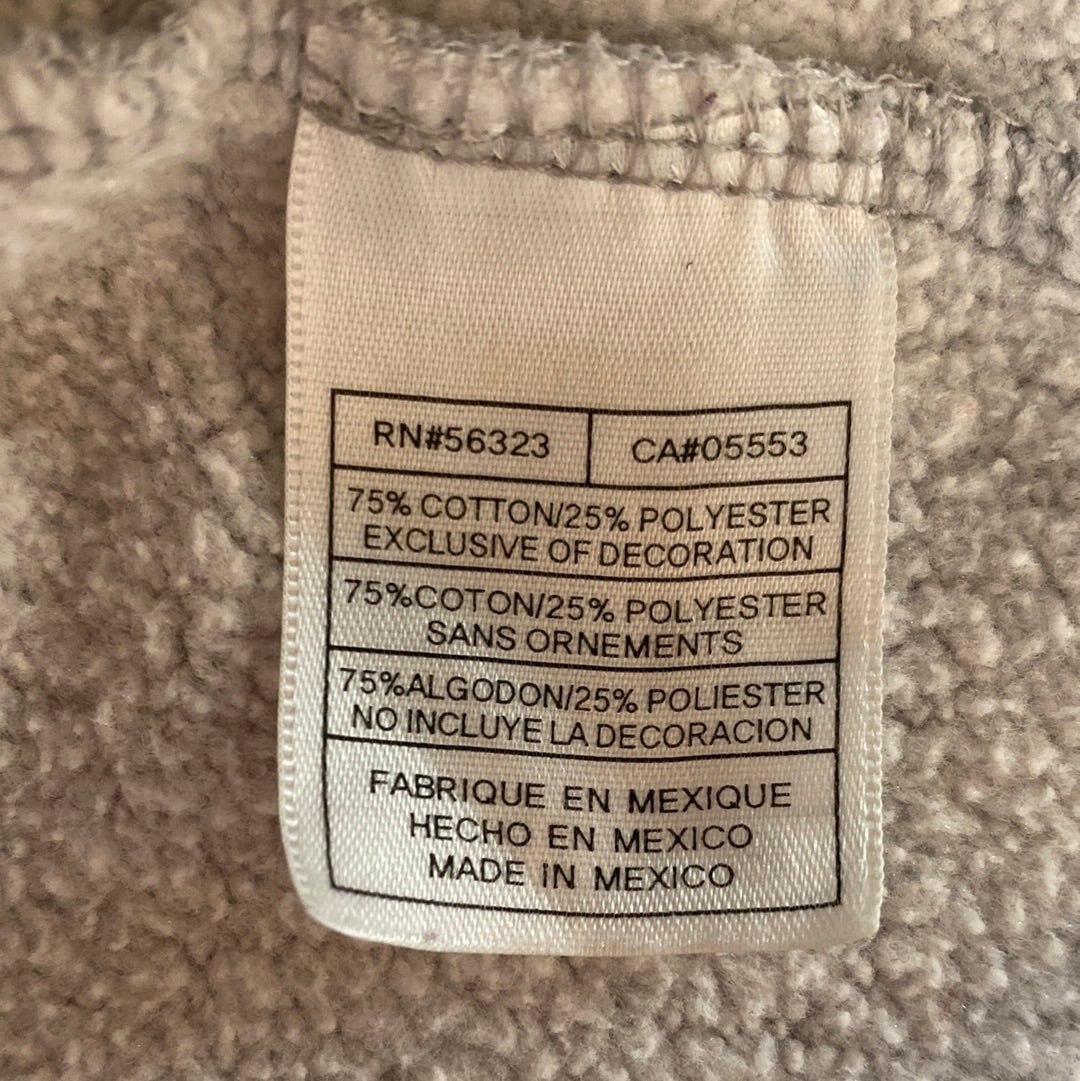 RN#56323 CA#05553
75% COTTON/25% POLYESTER
EXCLUSIVE OF DECORATION
75%COTON/25% POLYESTER
SANS ORNEMENTS
75%ALGODON/25% POLIESTER
NO INCLUYE LA DECORACION
FABRIQUE EN MEXIQUE
HECHO EN MEXICO
MADE IN MEXICO